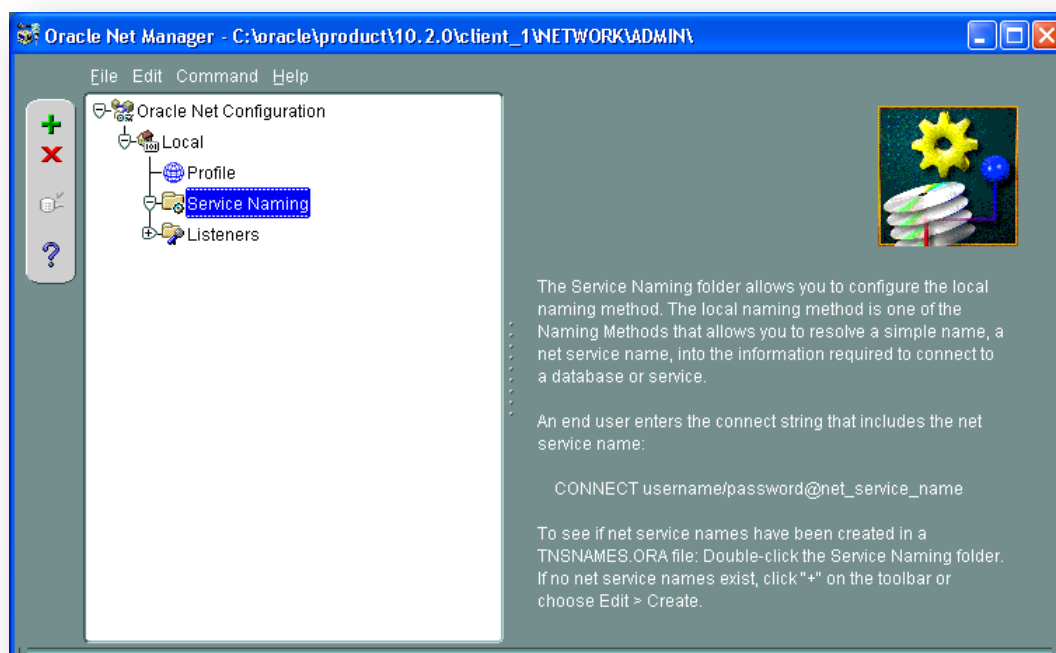 Oracle Net Manager - C:\oracle\product\10.2.0\client_1\NETWORK\ADMIN\
File Edit Command Help
Oracle Net Configuration
Local
Profile
Service Naming
Listeners
The Service Naming folder allows you to configure the local
naming method. The local naming method is one of the
Naming Methods that allows you to resolve a simple name, a
net service name, into the information required to connect to
a database or service.
An end user enters the connect string that includes the net
service name:
CONNECT username/password@net_service_name
To see if net service names have been created in a
TNSNAMES.ORA file: Double-click the Service Naming folder.
If no net service names exist, click "+" on the toolbar or
choose Edit > Create.